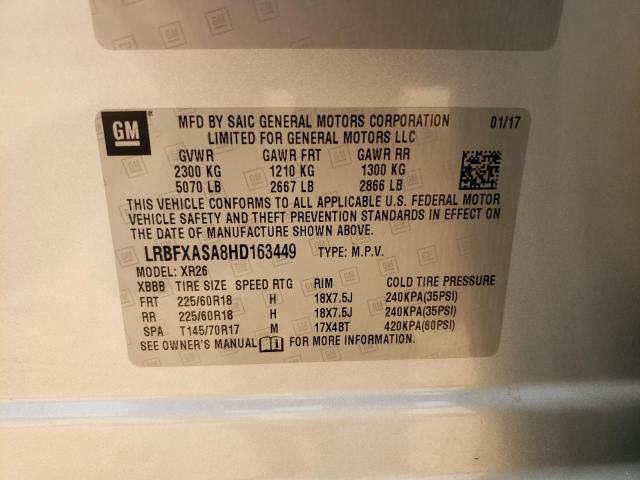 GM
MFD BY SAIC GENERAL MOTORS CORPORATION 01/17
LIMITED FOR GENERAL MOTORS LLC
GVWR GAWR FRT GAWR RR
2300 KG 1210 KG 1300 KG
5070 LB 2667 LB 2866 LB
THIS VEHICLE CONFORMS TO ALL APPLICABLE U.S. FEDERAL MOTOR
VEHICLE SAFETY AND THEFT PREVENTION STANDARDS IN EFFECT ON
THE DATE OF MANUFACTURE SHOWN ABOVE.
LRBFXASA8HD163449 TYPE: M.P.V.
MODEL: XR26
XBBB TIRE SIZE SPEED RTG RIM COLD TIRE PRESSURE
FRT 225/60R18 H 18X7.5J 240KPA(35PSI)
RR 225/60R18 H 18X7.5J 240KPA(35PSI)
SPA T145/70R17 M 17X4BT 420KPA(60PSI)
SEE OWNER'S MANUAL FOR MORE INFORMATION